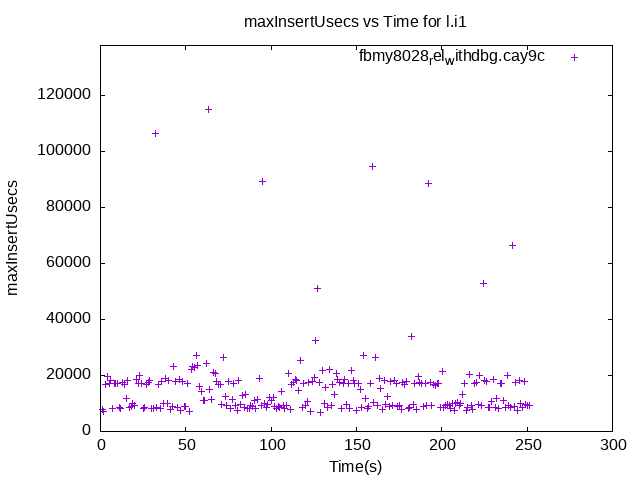 maxInsertUsecs vs Time for l.i1
fbmy8028relwithdbg.cay9c
120000
100000
80000
60000
40000
20000
0
maxInsertUsecs
0 50 100 150 200 250 300
Time(s)